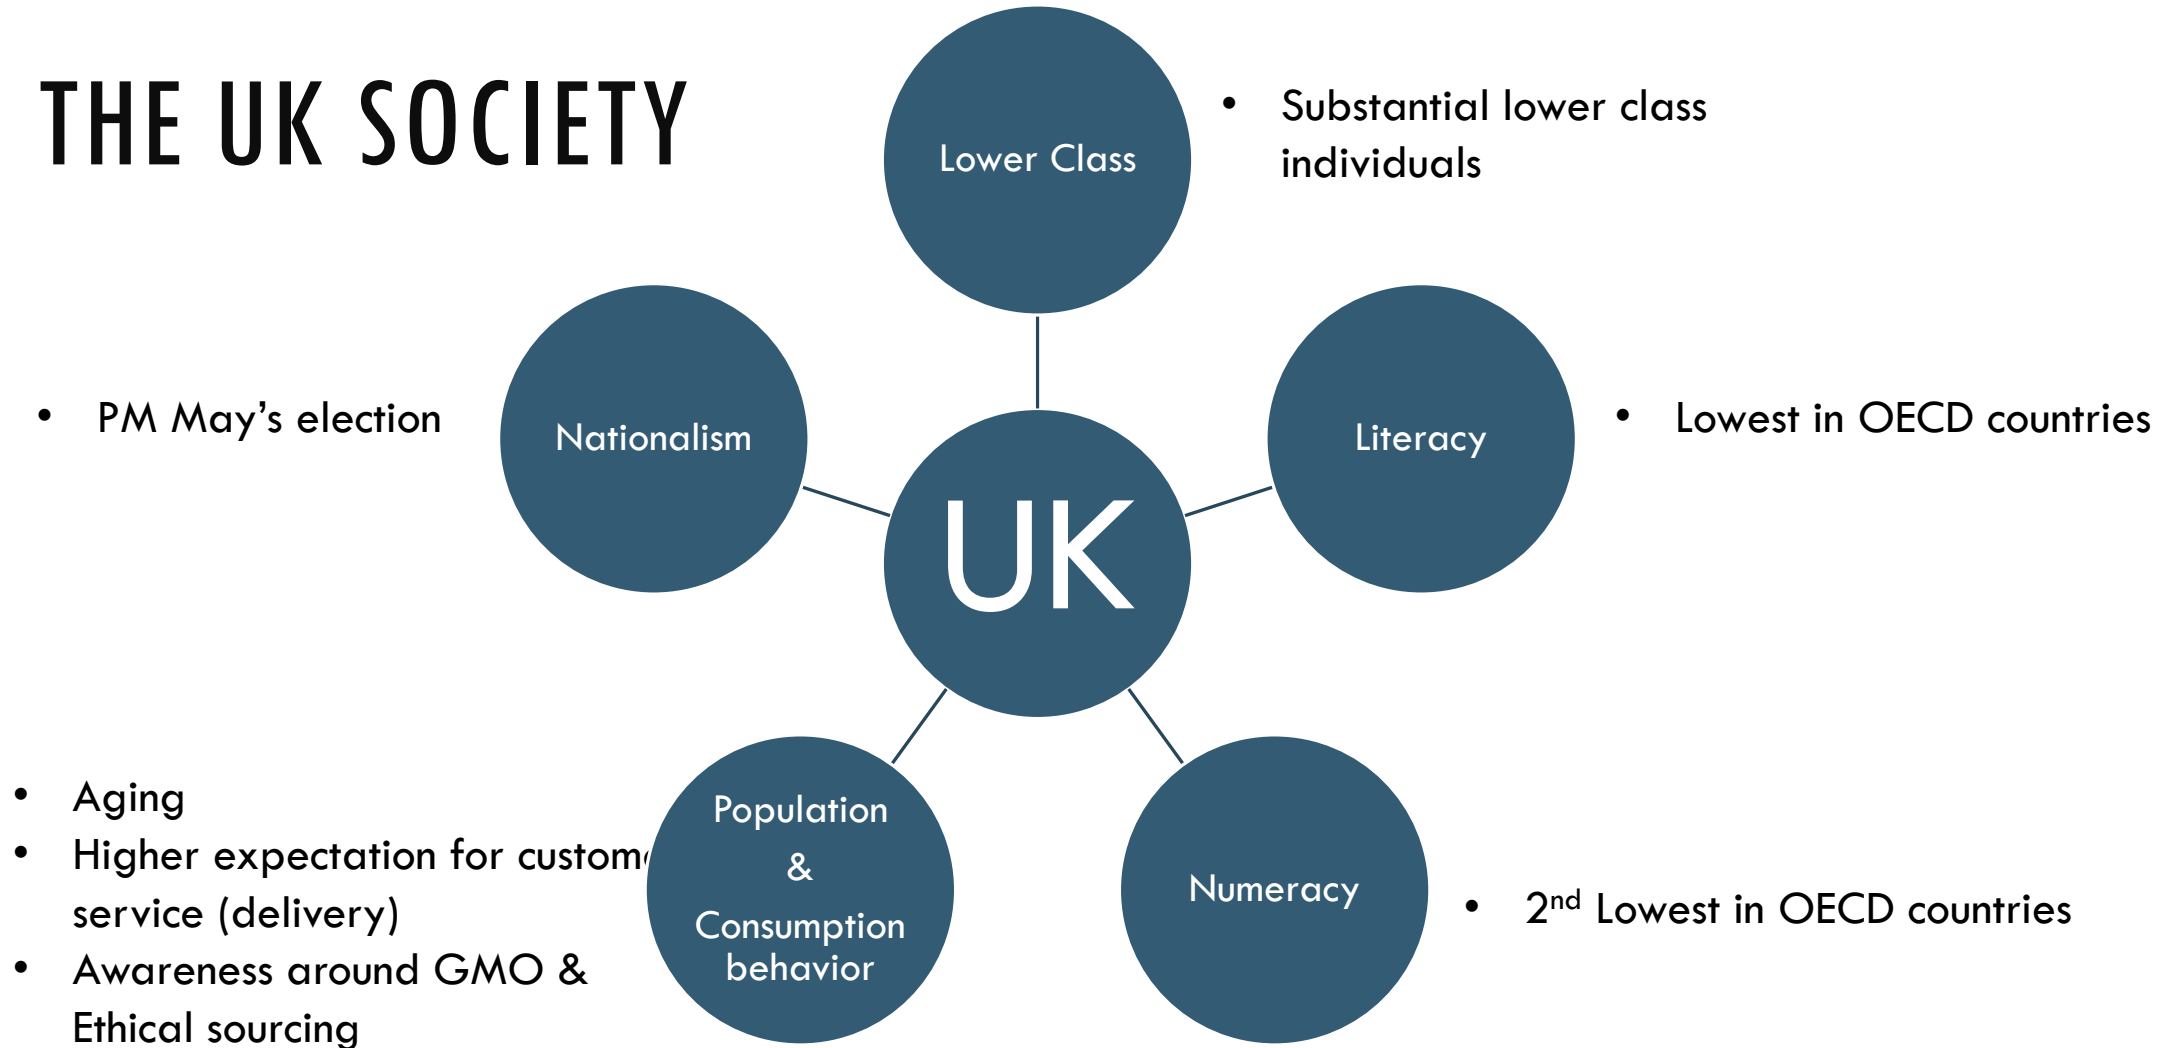 THE UK SOCIETY
Lower Class
• Substantial lower class
individuals
• PM May’s election
Nationalism
Literacy
• Lowest in OECD countries
UK
• Aging
• Higher expectation for
service (delivery)
• Awareness around GMO &
Ethical sourcing
Population
&
Consumption
behavior
Numeracy
• 2nd Lowest in OECD countries